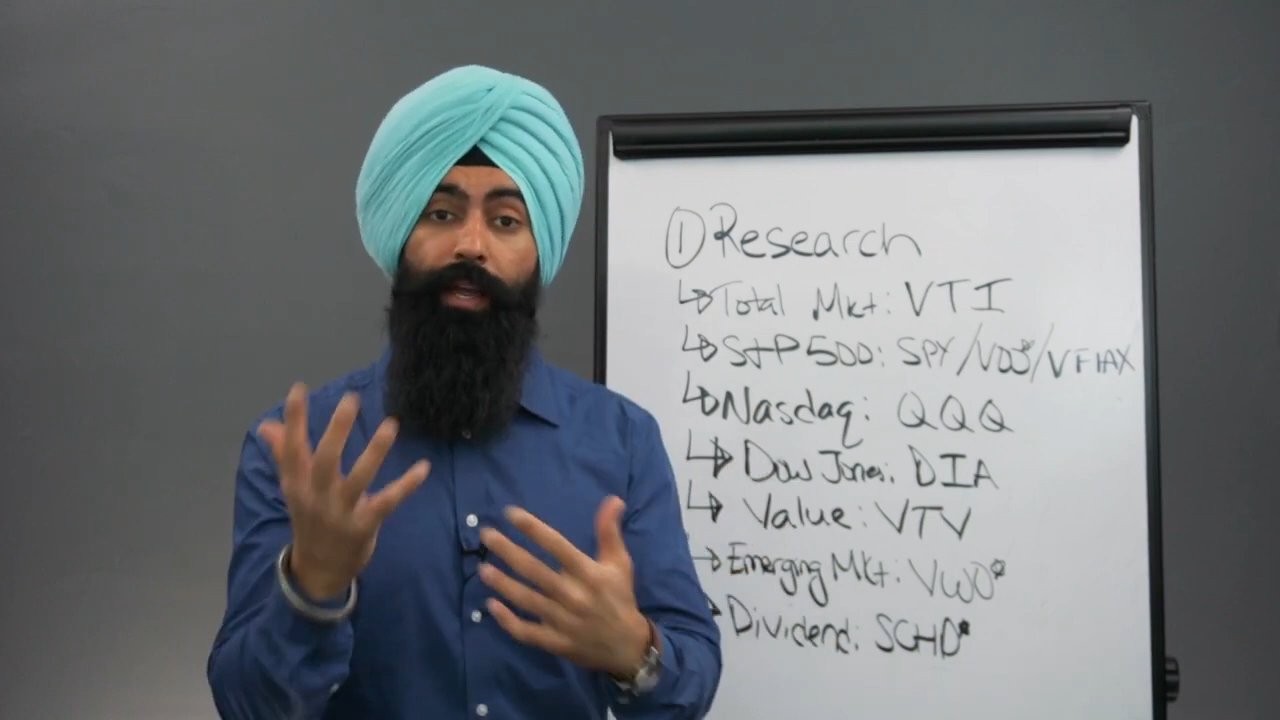 ① Research
↳ Total Mkt: VTI
↳ S+P 500: SPY/VOO/VFIAX
↳ Nasdaq: QQQ
↳ Dow Jones: DIA
↳ Value: VTV
→ Emerging Mkt: VWO*
Dividend: SCHD*